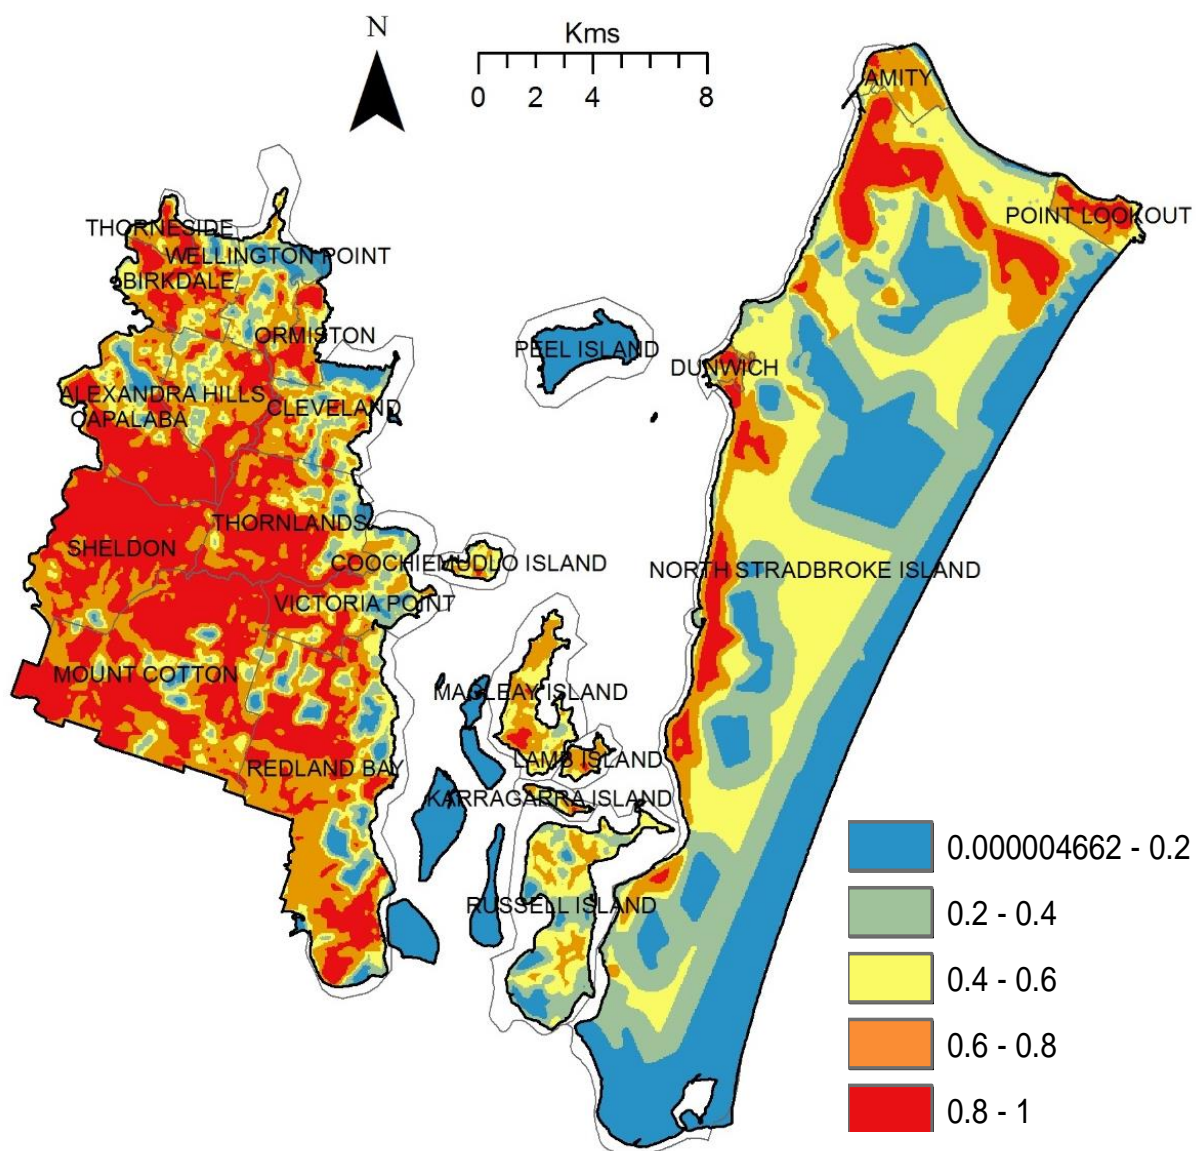 N
Kms
0 2 4 8
AMITY
POINT LOOKOUT
THORNESIDE
WELLINGTON POINT
BIRKDALE
ORMISTON
PEEL ISLAND
DUNWICH
ALEXANDRA HILLS
CLEVELAND
CAPALABA
THORNLANDS
SHELDON
COOCHIEMUDLO ISLAND
NORTH STRADBROKE ISLAND
VICTORIA POINT
MOUNT COTTON
MACLEAY ISLAND
LAMB ISLAND
REDLAND BAY
KARRAGARRA ISLAND
RUSSELL ISLAND
0.000004662 - 0.2
0.2 - 0.4
0.4 - 0.6
0.6 - 0.8
0.8 - 1